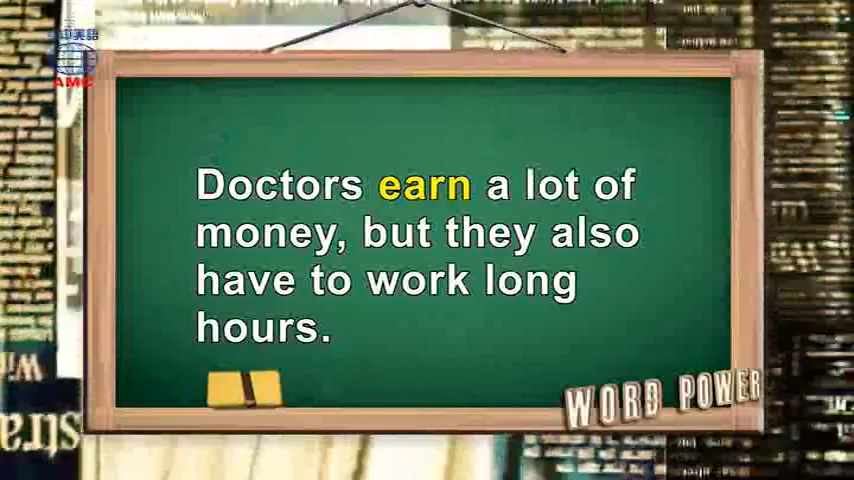 AMC
Doctors earn a lot of
money, but they also
have to work long
hours.
WORD POWER